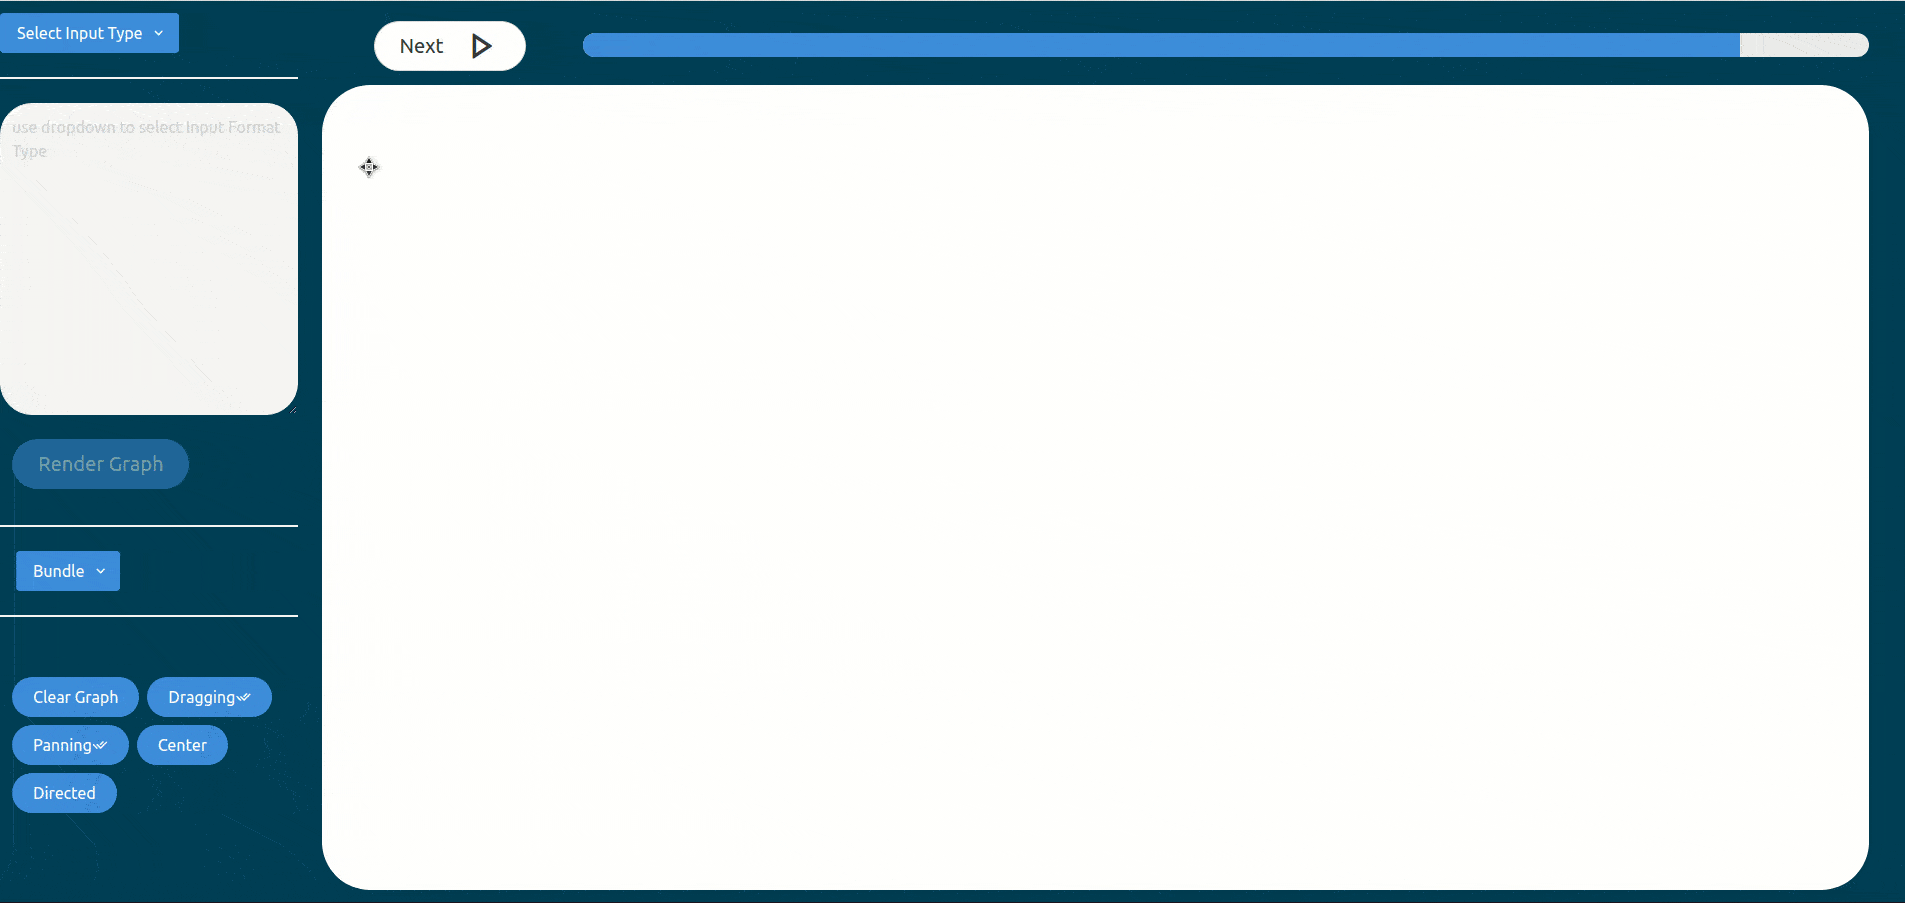 Select Input Type
Next
use dropdown to select Input Format
Type
Render Graph
Bundle
Clear Graph
Dragging
Panning
Center
Directed